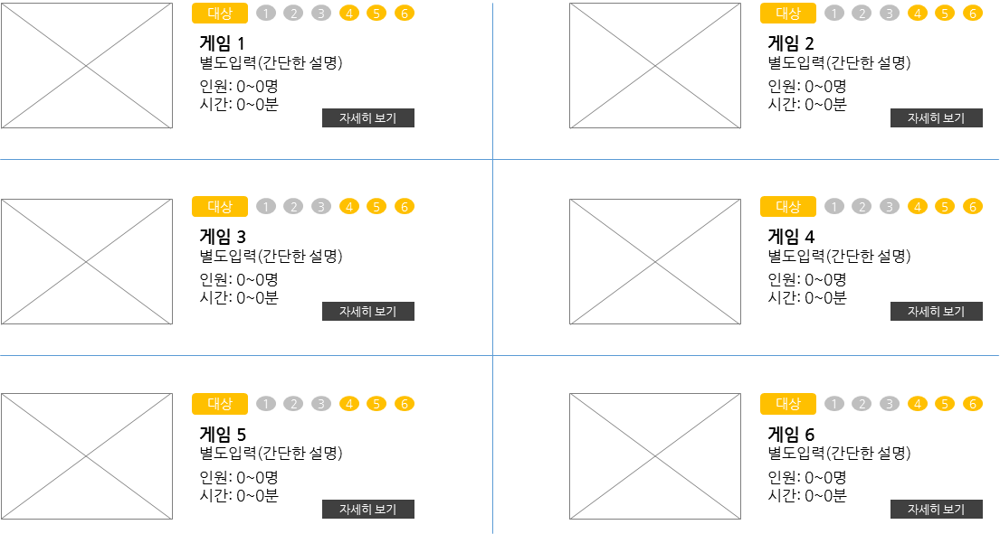 대상 1 2 3 4 5 6
게임 1
별도입력(간단한 설명)
인원: 0~0명
시간: 0~0분
자세히 보기
대상 1 2 3 4 5 6
게임 2
별도입력(간단한 설명)
인원: 0~0명
시간: 0~0분
자세히 보기
대상 1 2 3 4 5 6
게임 3
별도입력(간단한 설명)
인원: 0~0명
시간: 0~0분
자세히 보기
대상 1 2 3 4 5 6
게임 4
별도입력(간단한 설명)
인원: 0~0명
시간: 0~0분
자세히 보기
대상 1 2 3 4 5 6
게임 5
별도입력(간단한 설명)
인원: 0~0명
시간: 0~0분
자세히 보기
대상 1 2 3 4 5 6
게임 6
별도입력(간단한 설명)
인원: 0~0명
시간: 0~0분
자세히 보기